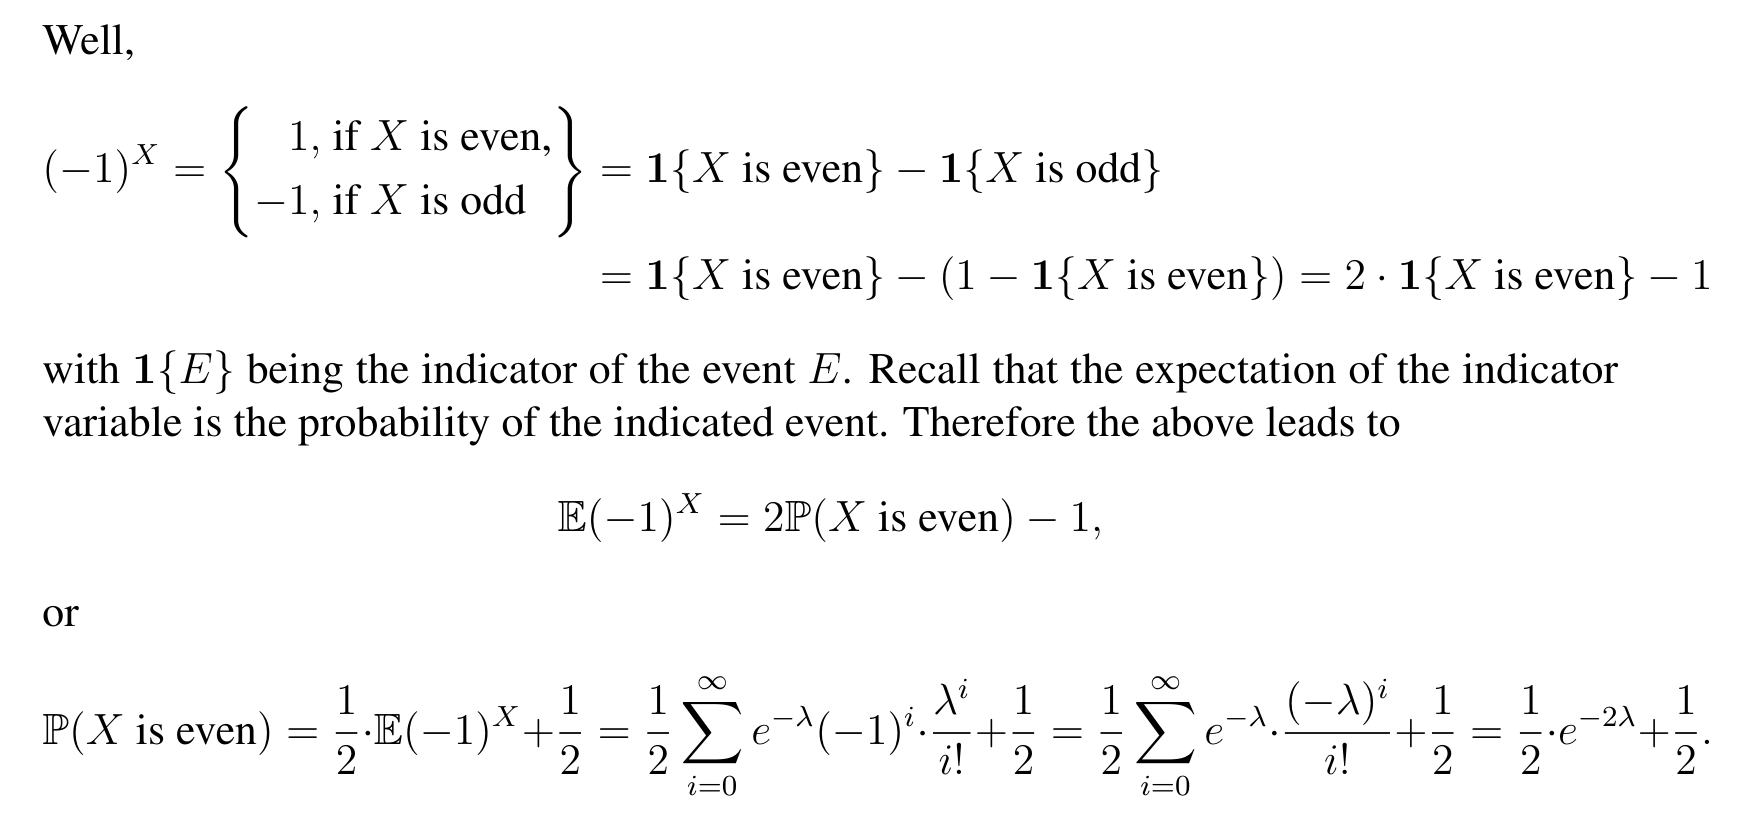 Well,
(−1)^X = { 1, if X is even, −1, if X is odd } = 1{X is even} − 1{X is odd}
= 1{X is even} − (1 − 1{X is even}) = 2 · 1{X is even} − 1
with 1{E} being the indicator of the event E. Recall that the expectation of the indicator
variable is the probability of the indicated event. Therefore the above leads to
𝔼(−1)^X = 2ℙ(X is even) − 1,
or
ℙ(X is even) = 1/2 · 𝔼(−1)^X + 1/2 = 1/2 ∑_{i=0}^{∞} e^{−λ}(−1)^i · λ^i/i! + 1/2 = 1/2 ∑_{i=0}^{∞} e^{−λ} · (−λ)^i/i! + 1/2 = 1/2 · e^{−2λ} + 1/2.